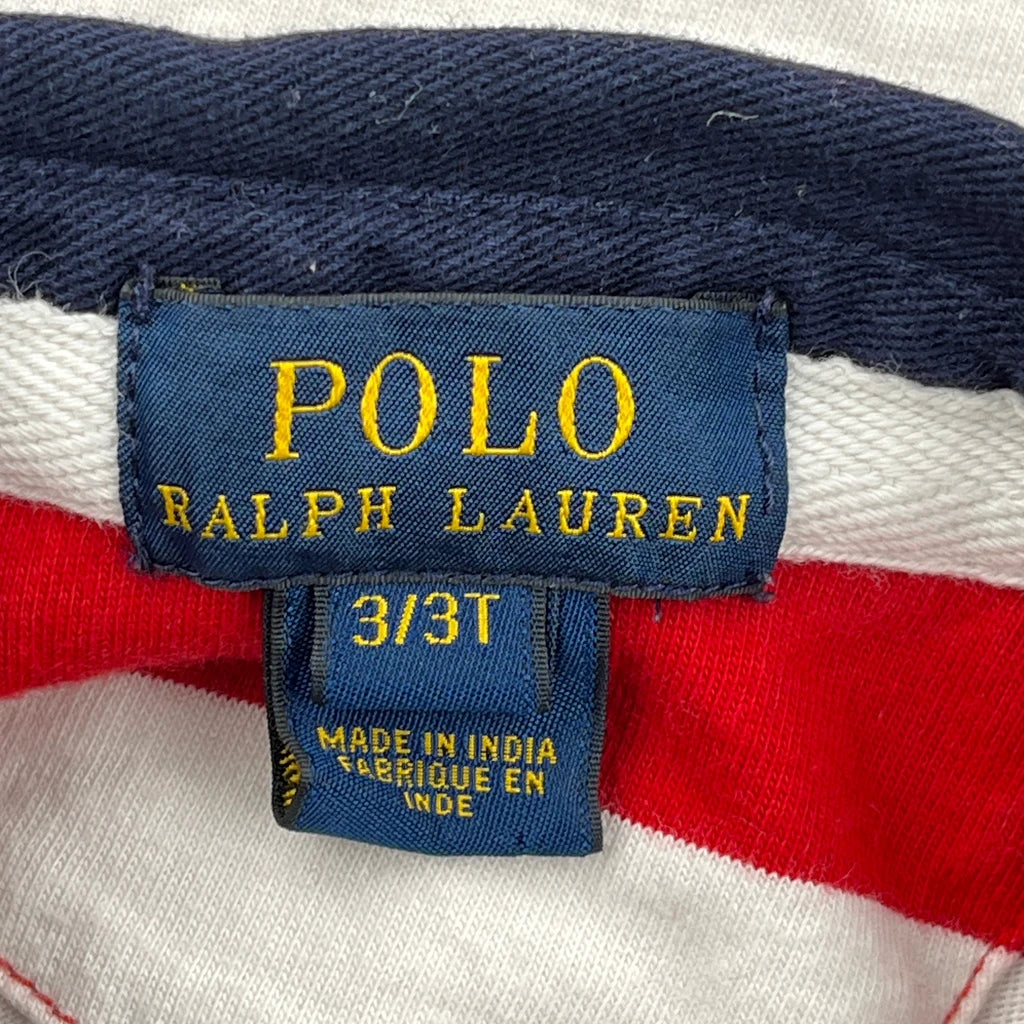 POLO
RALPH LAUREN
3/3T
MADE IN INDIA
FABRIQUE EN
INDE